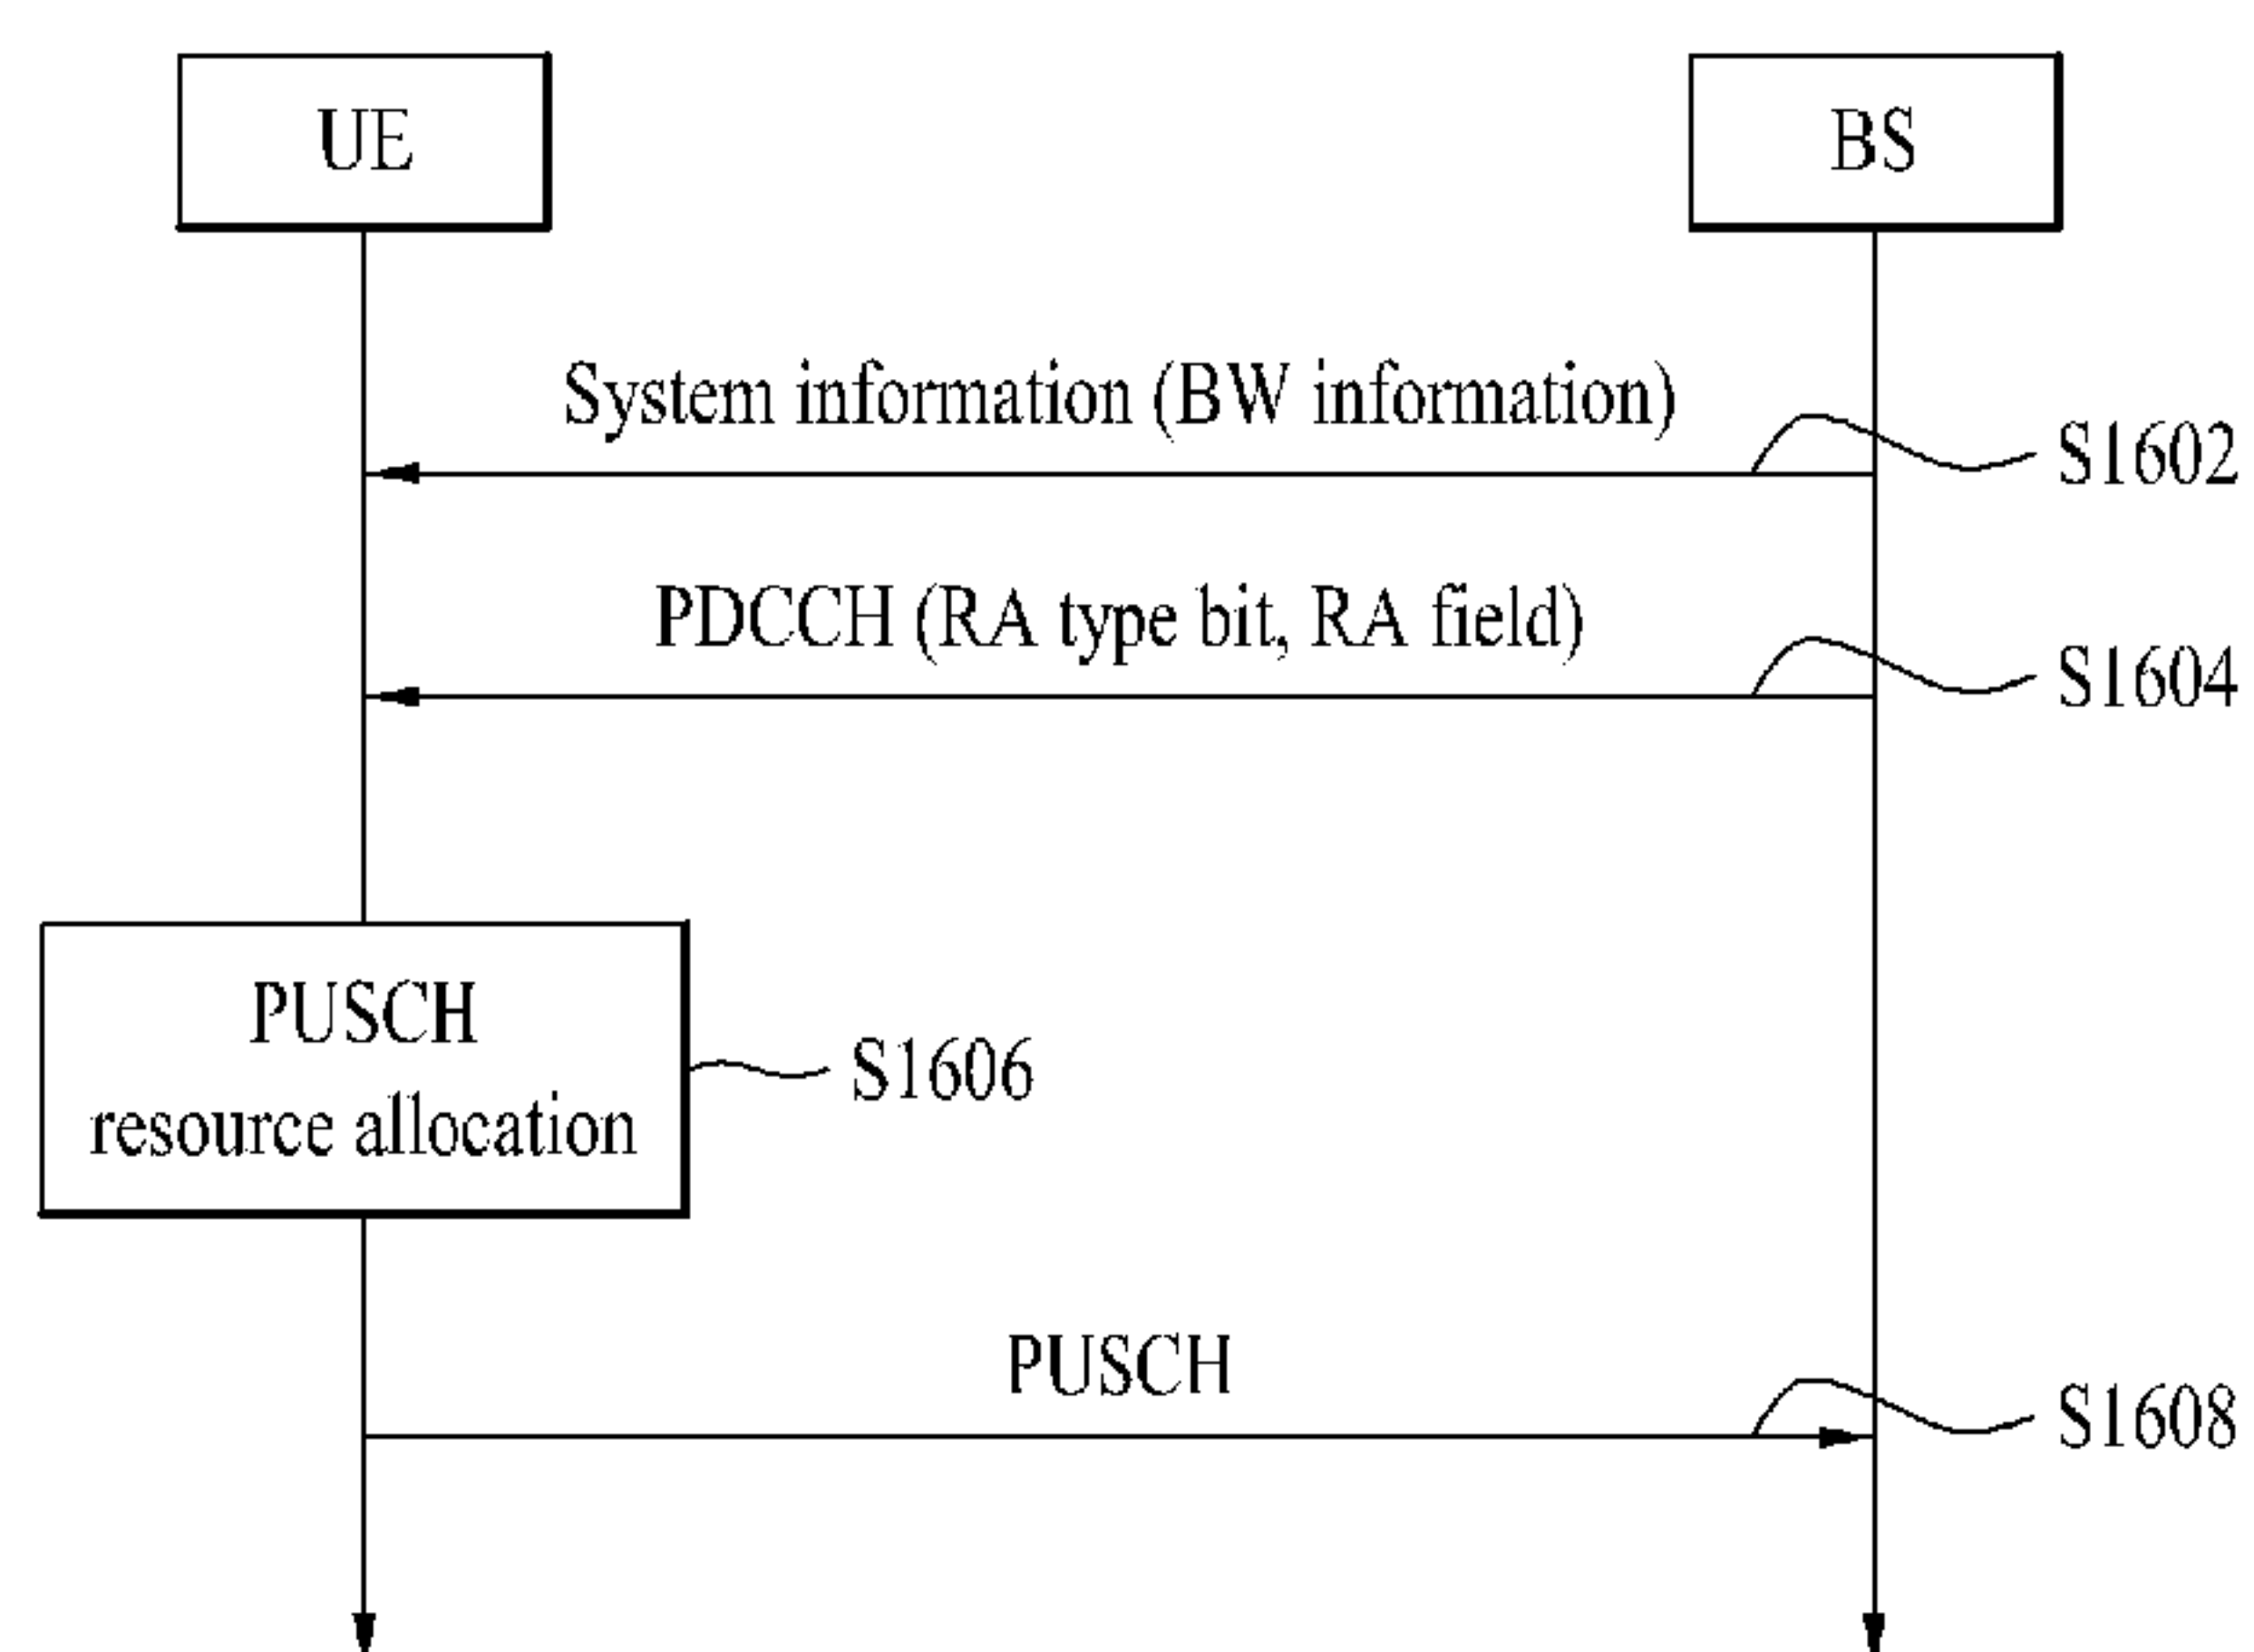 UE
BS
System information (BW information)
S1602
PDCCH (RA type bit, RA field)
S1604
PUSCH
resource allocation
S1606
PUSCH
S1608